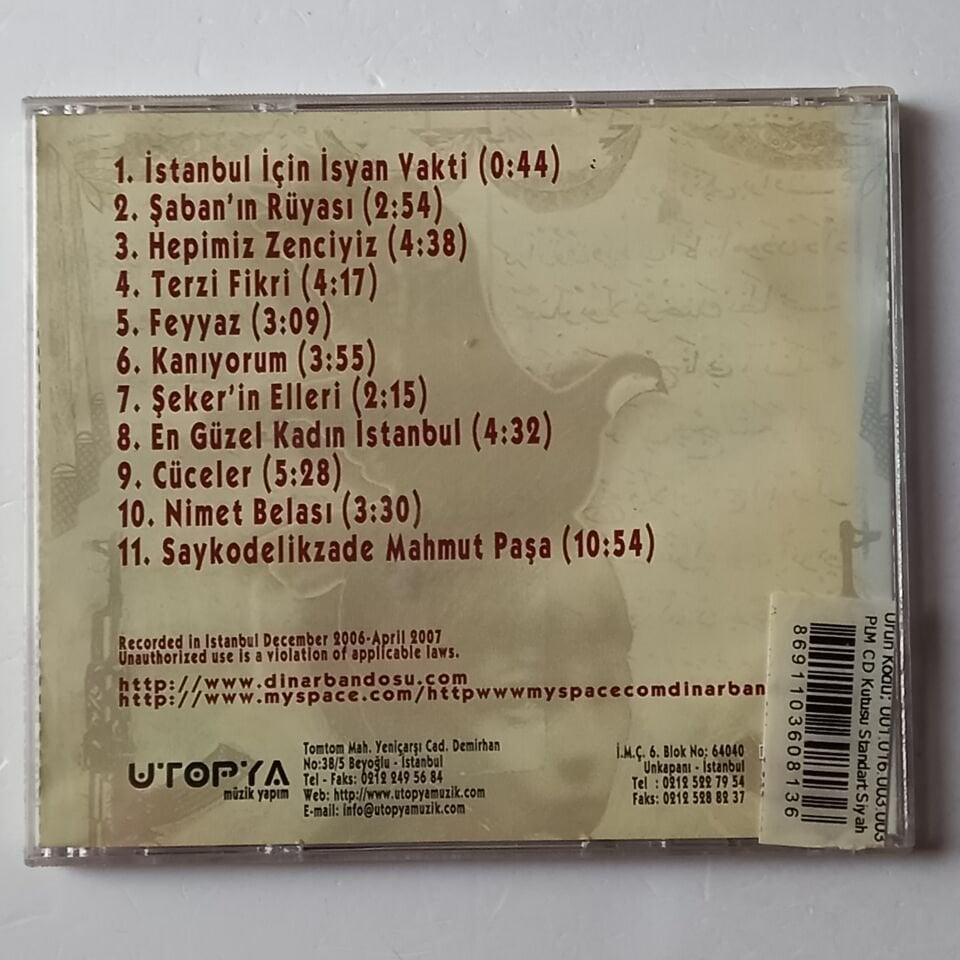 1. İstanbul İçin İsyan Vakti (0:44)
2. Şaban'ın Rüyası (2:54)
3. Hepimiz Zenciyiz (4:38)
4. Terzi Fikri (4:17)
5. Feyyaz (3:09)
6. Kanıyorum (3:55)
7. Şeker'in Elleri (2:15)
8. En Güzel Kadın İstanbul (4:32)
9. Cüceler (5:28)
10. Nimet Belası (3:30)
11. Saykodelikzade Mahmut Paşa (10:54)
Recorded in Istanbul December 2006-April 2007
Unauthorized use is a violation of applicable laws.
http://www.dinarbandosu.com
http://www.myspace.com/httpwwwmyspacecomdinarban
UTOPYA
müzik yapım
Tomtom Mah. Yeniçarşı Cad. Demirhan
No:38/5 Beyoğlu - İstanbul
Tel - Faks: 0212 249 56 84
Web: http://www.utopyamuzik.com
E-mail: info@utopyamuzik.com
İ.M.Ç. 6. Blok No: 64040
Unkapanı - İstanbul
Tel : 0212 522 79 54
Faks: 0212 528 82 37
Ürün Kodu: 001.016.003.003
PLM CD Kutusu Standart Siyah
8691103608136